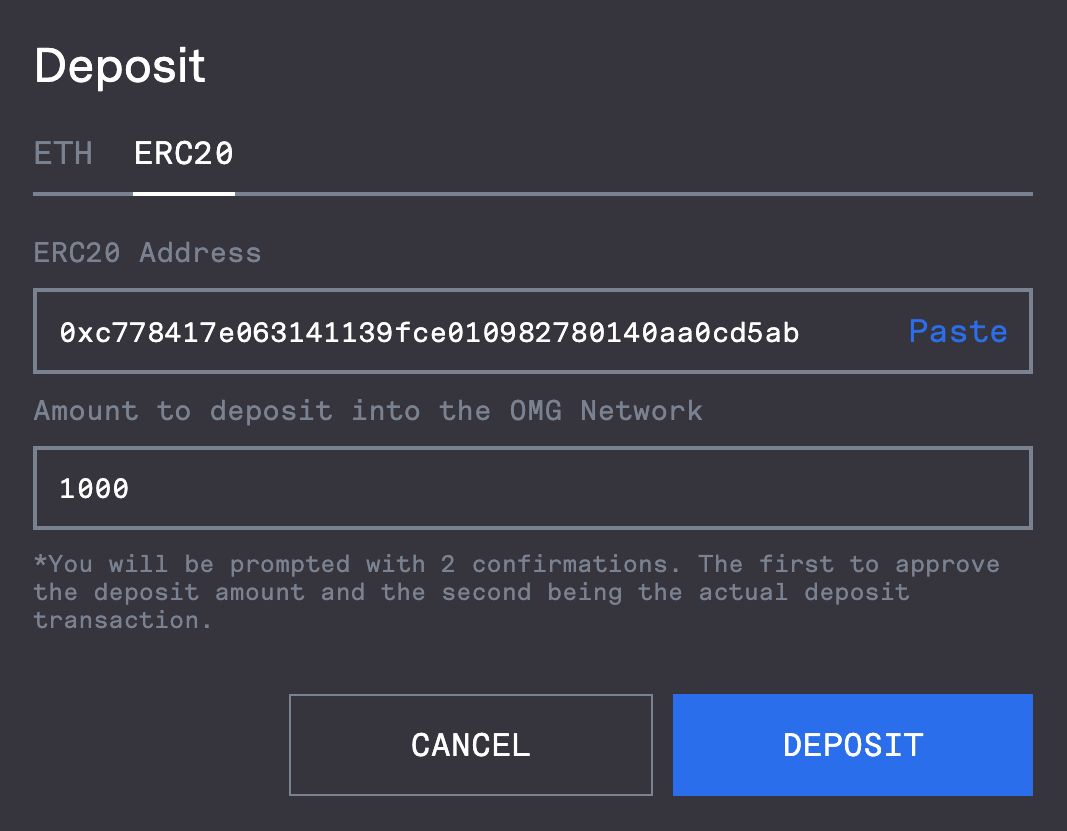 Deposit
ETH ERC20
ERC20 Address
0xc778417e063141139fce010982780140aa0cd5ab Paste
Amount to deposit into the OMG Network
1000
*You will be prompted with 2 confirmations. The first to approve
the deposit amount and the second being the actual deposit
transaction.
CANCEL DEPOSIT